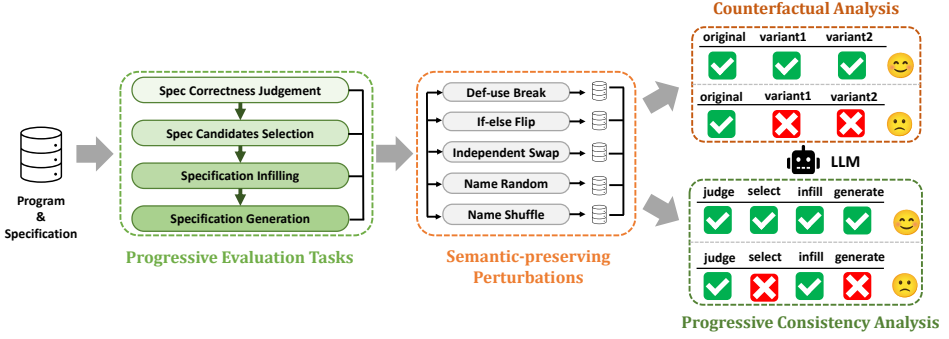 Program
&
Specification
Spec Correctness Judgement
Spec Candidates Selection
Specification Infilling
Specification Generation
Progressive Evaluation Tasks
Def-use Break
If-else Flip
Independent Swap
Name Random
Name Shuffle
Semantic-preserving
Perturbations
Counterfactual Analysis
original variant1 variant2
original variant1 variant2
LLM
judge select infill generate
judge select infill generate
Progressive Consistency Analysis